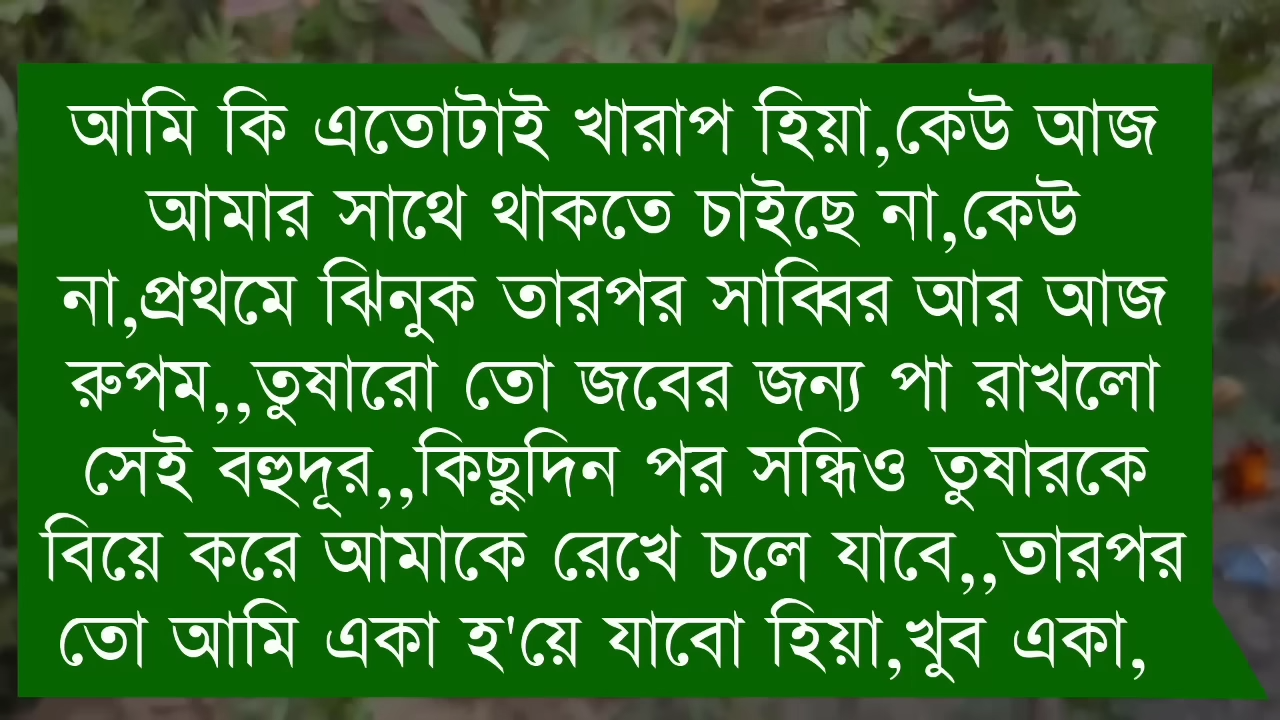 আমি কি এতোটাই খারাপ হিয়া,কেউ আজ
আমার সাথে থাকতে চাইছে না,কেউ
না,প্রথমে ঝিনুক তারপর সাব্বির আর আজ
রুপম,,তুষারো তো জবের জন্য পা রাখলো
সেই বহুদূর,,কিছুদিন পর সন্ধিও তুষারকে
বিয়ে করে আমাকে রেখে চলে যাবে,,তারপর
তো আমি একা হ'য়ে যাবো হিয়া,খুব একা,